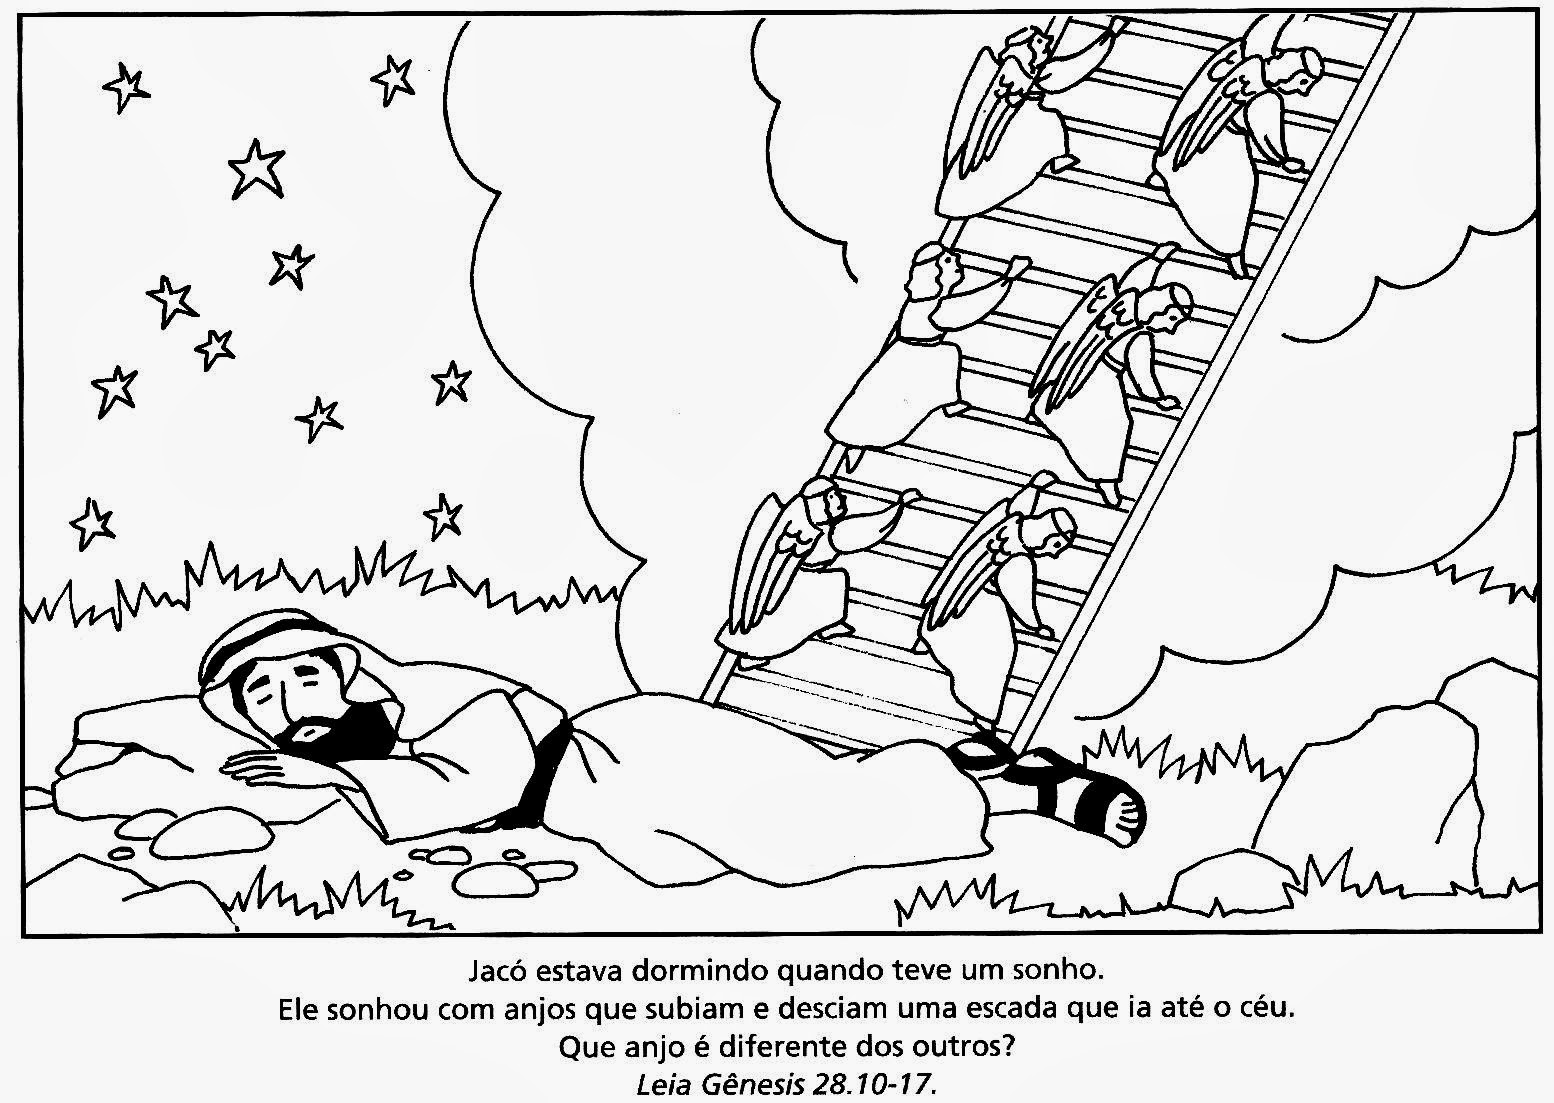 Jacó estava dormindo quando teve um sonho.
Ele sonhou com anjos que subiam e desciam uma escada que ia até o céu.
Que anjo é diferente dos outros?
Leia Gênesis 28.10-17.